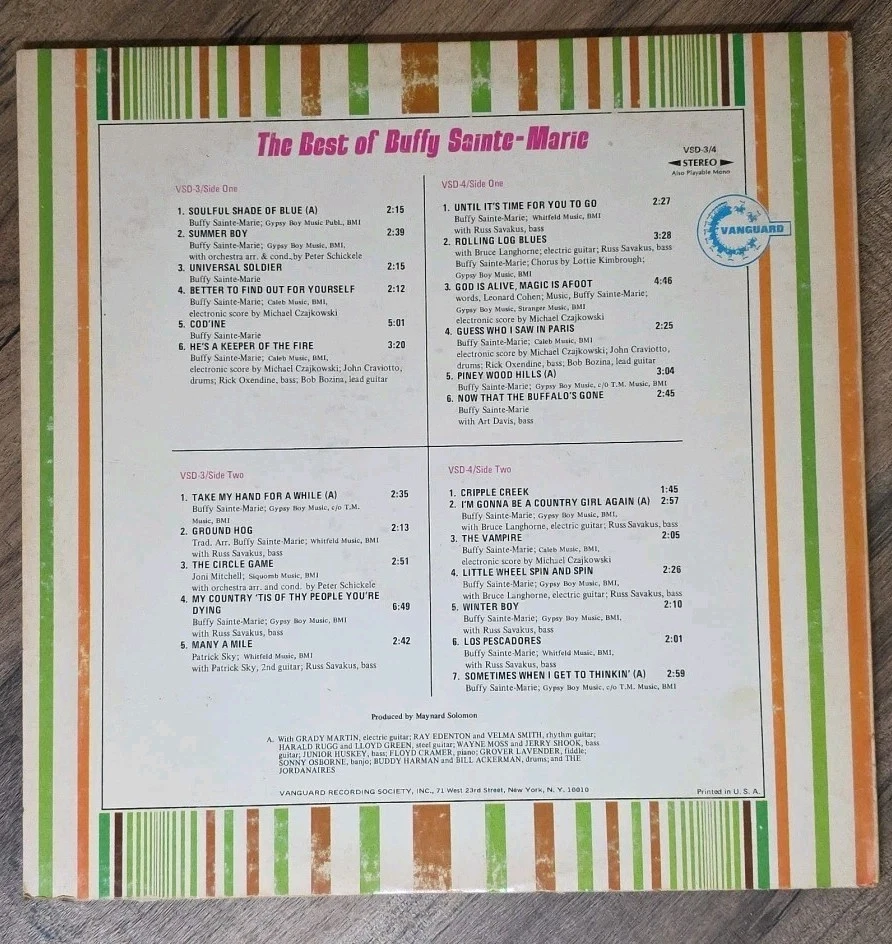 The Best of Buffy Sainte-Marie
VSD-3/4
STEREO
Also Playable Mono
VANGUARD
VSD-3/Side One
1. SOULFUL SHADE OF BLUE (A) 2:15
Buffy Sainte-Marie; Gypsy Boy Music Publ., BMI
2. SUMMER BOY 2:39
Buffy Sainte-Marie; Gypsy Boy Music, BMI,
with orchestra arr. & cond. by Peter Schickele
3. UNIVERSAL SOLDIER 2:15
Buffy Sainte-Marie
4. BETTER TO FIND OUT FOR YOURSELF 2:12
Buffy Sainte-Marie; Caleb Music, BMI,
electronic score by Michael Czajkowski
5. COD'INE 5:01
Buffy Sainte-Marie
6. HE'S A KEEPER OF THE FIRE 3:20
Buffy Sainte-Marie; Caleb Music, BMI,
electronic score by Michael Czajkowski; John Craviotto,
drums; Rick Oxendine, bass; Bob Bozina, lead guitar
VSD-4/Side One
1. UNTIL IT'S TIME FOR YOU TO GO 2:27
Buffy Sainte-Marie; Whitfeld Music, BMI
with Russ Savakus, bass
2. ROLLING LOG BLUES 3:28
with Bruce Langhorne; electric guitar; Russ Savakus, bass
Buffy Sainte-Marie; Chorus by Lottie Kimbrough;
Gypsy Boy Music, BMI
3. GOD IS ALIVE, MAGIC IS AFOOT 4:46
words, Leonard Cohen; Music, Buffy Sainte-Marie;
Gypsy Boy Music, Stranger Music, BMI
electronic score by Michael Czajkowski
4. GUESS WHO I SAW IN PARIS 2:25
Buffy Sainte-Marie; Caleb Music, BMI
electronic score by Michael Czajkowski; John Craviotto,
drums; Rick Oxendine, bass; Bob Bozina, lead guitar
5. PINEY WOOD HILLS (A) 3:04
Buffy Sainte-Marie; Gypsy Boy Music, c/o T.M. Music, BMI
6. NOW THAT THE BUFFALO'S GONE 2:45
Buffy Sainte-Marie
with Art Davis, bass
VSD-3/Side Two
1. TAKE MY HAND FOR A WHILE (A) 2:35
Buffy Sainte-Marie; Gypsy Boy Music, c/o T.M.
Music, BMI
2. GROUND HOG 2:13
Trad. Arr. Buffy Sainte-Marie; Whitfeld Music, BMI
with Russ Savakus, bass
3. THE CIRCLE GAME 2:51
Joni Mitchell; Siquomb Music, BMI
with orchestra arr. and cond. by Peter Schickele
4. MY COUNTRY 'TIS OF THY PEOPLE YOU'RE
DYING 6:49
Buffy Sainte-Marie; Gypsy Boy Music, BMI
with Russ Savakus, bass
5. MANY A MILE 2:42
Patrick Sky; Whitfeld Music, BMI
with Patrick Sky, 2nd guitar; Russ Savakus, bass
VSD-4/Side Two
1. CRIPPLE CREEK 1:45
2. I'M GONNA BE A COUNTRY GIRL AGAIN (A) 2:57
Buffy Sainte-Marie; Gypsy Boy Music, BMI,
with Bruce Langhorne, electric guitar; Russ Savakus, bass
3. THE VAMPIRE 2:05
Buffy Sainte-Marie; Caleb Music, BMI,
electronic score by Michael Czajkowski
4. LITTLE WHEEL SPIN AND SPIN 2:26
Buffy Sainte-Marie; Gypsy Boy Music, BMI,
with Bruce Langhorne, electric guitar; Russ Savakus, bass
5. WINTER BOY 2:10
Buffy Sainte-Marie; Gypsy Boy Music, BMI,
with Russ Savakus, bass
6. LOS PESCADORES 2:01
Buffy Sainte-Marie; Whitfeld Music, BMI,
with Russ Savakus, bass
7. SOMETIMES WHEN I GET TO THINKIN' (A) 2:59
Buffy Sainte-Marie; Gypsy Boy Music, c/o T.M. Music, BMI
Produced by Maynard Solomon
A. With GRADY MARTIN, electric guitar; RAY EDENTON and VELMA SMITH, rhythm guitar;
HARALD RUGG and LLOYD GREEN, steel guitar; WAYNE MOSS and JERRY SHOOK, bass
guitar; JUNIOR HUSKEY, bass; FLOYD CRAMER, piano; GROVER LAVENDER, fiddle;
SONNY OSBORNE, banjo; BUDDY HARMAN and BILL ACKERMAN, drums; and THE
JORDANAIRES
VANGUARD RECORDING SOCIETY, INC., 71 West 23rd Street, New York, N. Y. 10010
Printed in U. S. A.